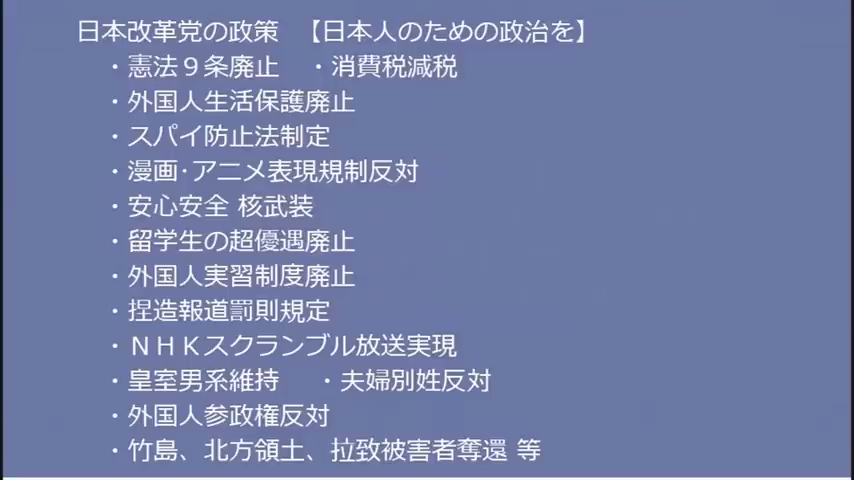 日本改革党の政策　【日本人のための政治を】
・憲法９条廃止　・消費税減税
・外国人生活保護廃止
・スパイ防止法制定
・漫画･アニメ表現規制反対
・安心安全 核武装
・留学生の超優遇廃止
・外国人実習制度廃止
・捏造報道罰則規定
・ＮＨＫスクランブル放送実現
・皇室男系維持　・夫婦別姓反対
・外国人参政権反対
・竹島、北方領土、拉致被害者奪還 等